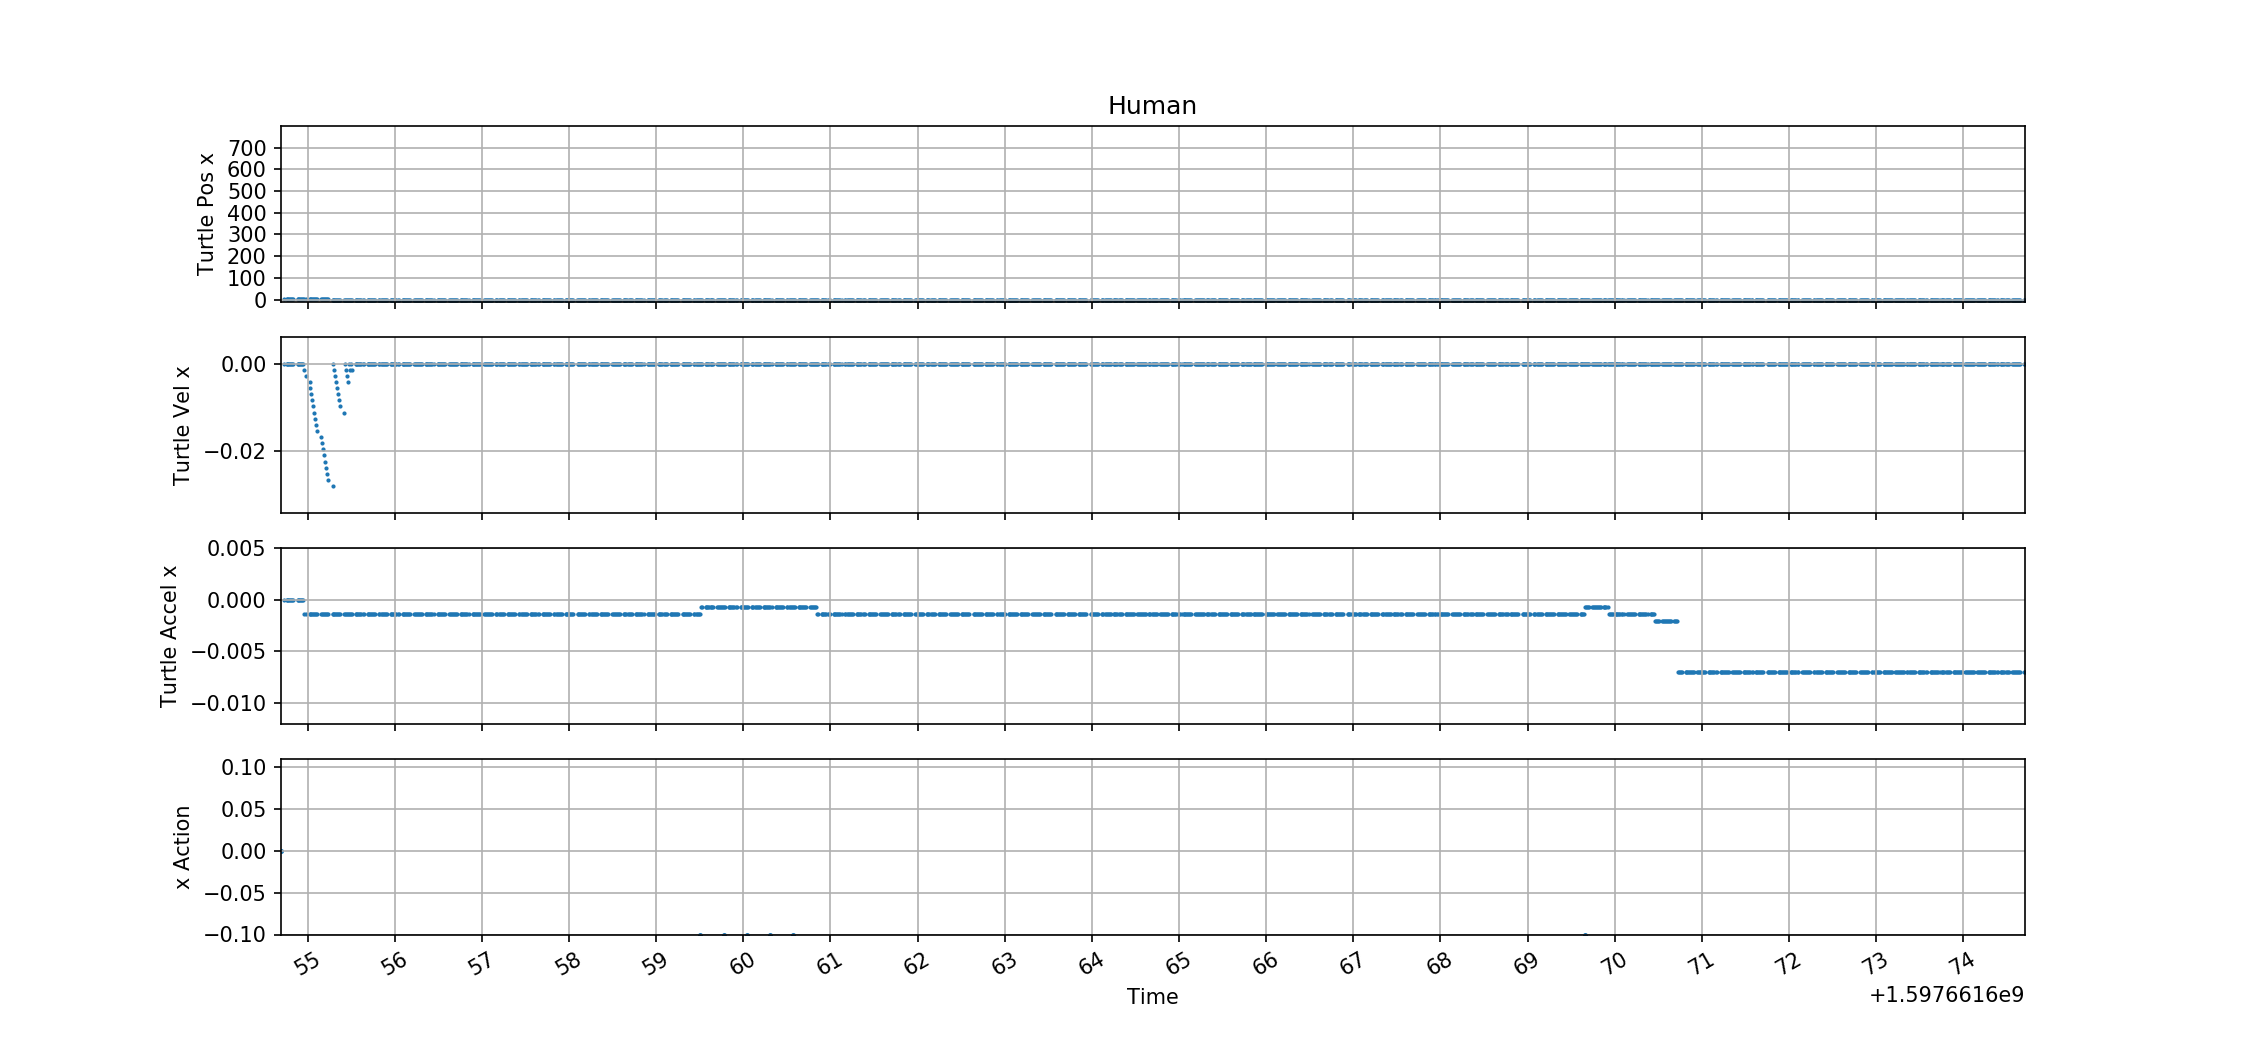 Human
Turtle Pos x
700
600
500
400
300
200
100
0
Turtle Vel x
0.00
−0.02
Turtle Accel x
0.005
0.000
−0.005
−0.010
x Action
0.10
0.05
0.00
−0.05
−0.10
55 56 57 58 59 60 61 62 63 64 65 66 67 68 69 70 71 72 73 74
Time
+1.5976616e9